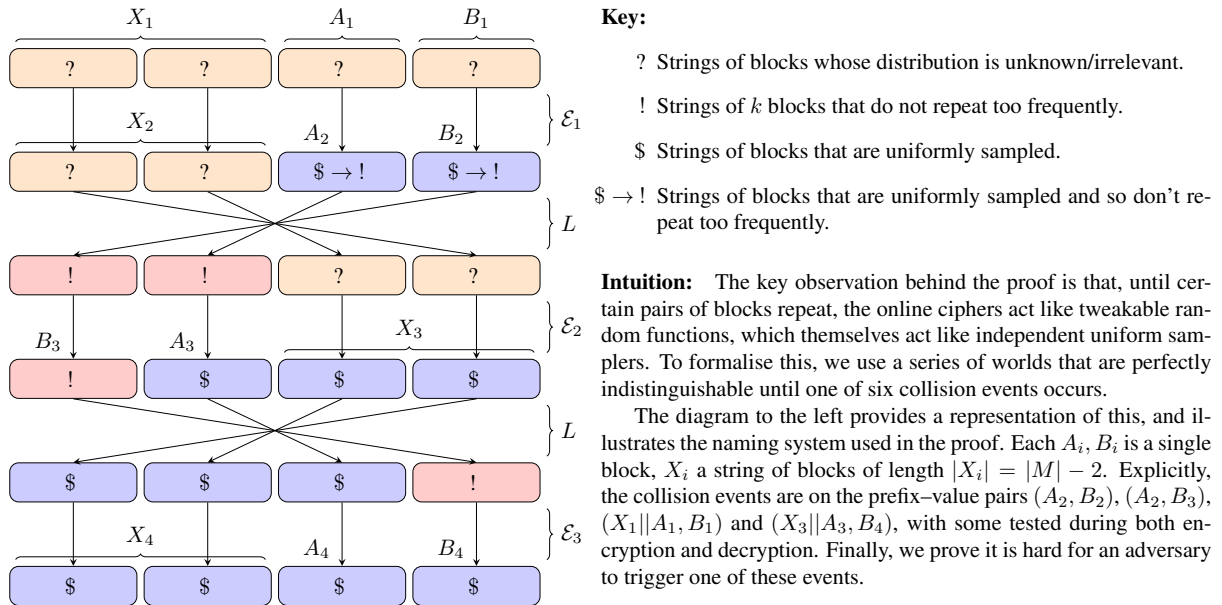 X₁ A₁ B₁
? ? ? ?
ℰ₁
X₂ A₂ B₂
? ? $ → ! $ → !
L
! ! ? ?
ℰ₂
B₃ A₃ X₃
! $ $ $
L
$ $ $ !
ℰ₃
X₄ A₄ B₄
$ $ $ $
Key:
? Strings of blocks whose distribution is unknown/irrelevant.
! Strings of k blocks that do not repeat too frequently.
$ Strings of blocks that are uniformly sampled.
$ → ! Strings of blocks that are uniformly sampled and so don't re-
peat too frequently.
Intuition: The key observation behind the proof is that, until cer-
tain pairs of blocks repeat, the online ciphers act like tweakable ran-
dom functions, which themselves act like independent uniform sam-
plers. To formalise this, we use a series of worlds that are perfectly
indistinguishable until one of six collision events occurs.
The diagram to the left provides a representation of this, and il-
lustrates the naming system used in the proof. Each Aᵢ, Bᵢ is a single
block, Xᵢ a string of blocks of length |Xᵢ| = |M| − 2. Explicitly,
the collision events are on the prefix–value pairs (A₂, B₂), (A₂, B₃),
(X₁||A₁, B₁) and (X₃||A₃, B₄), with some tested during both en-
cryption and decryption. Finally, we prove it is hard for an adversary
to trigger one of these events.